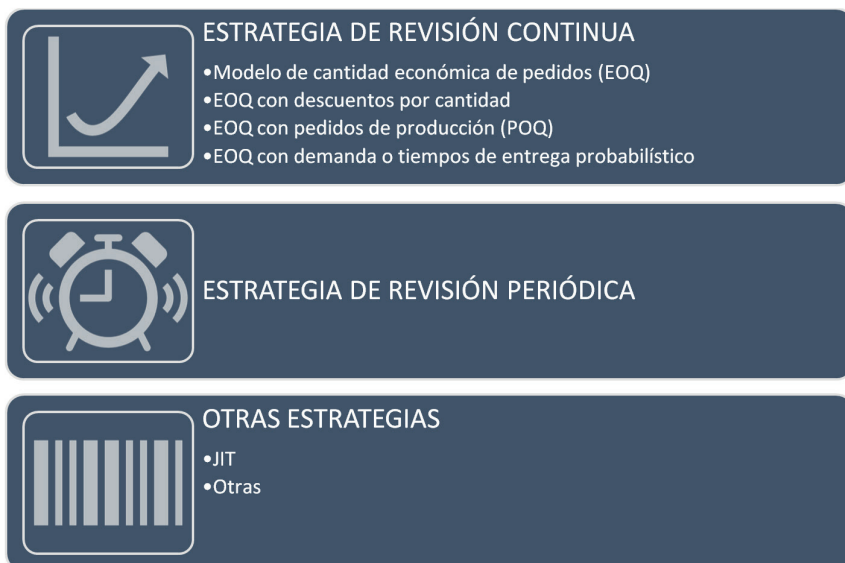 ESTRATEGIA DE REVISIÓN CONTINUA
•Modelo de cantidad económica de pedidos (EOQ)
•EOQ con descuentos por cantidad
•EOQ con pedidos de producción (POQ)
•EOQ con demanda o tiempos de entrega probabilístico
ESTRATEGIA DE REVISIÓN PERIÓDICA
OTRAS ESTRATEGIAS
•JIT
•Otras